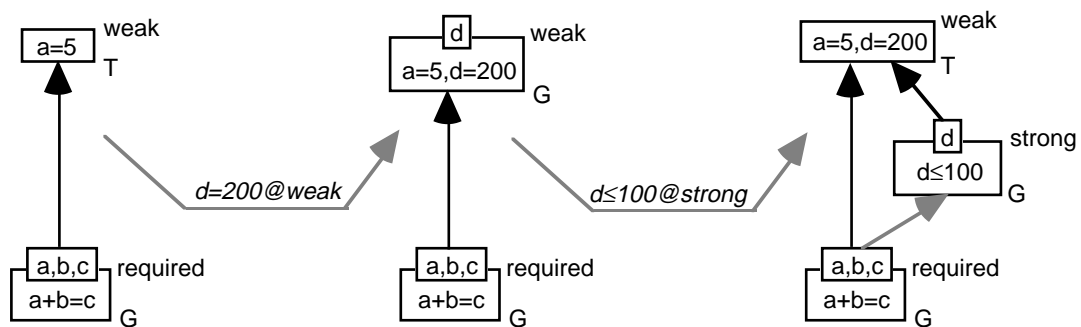 weak
a=5
T
a,b,c
required
a+b=c
G
d=200@weak
d
weak
a=5,d=200
G
a,b,c
required
a+b=c
G
d≤100@strong
weak
a=5,d=200
T
d
strong
d≤100
G
a,b,c
required
a+b=c
G